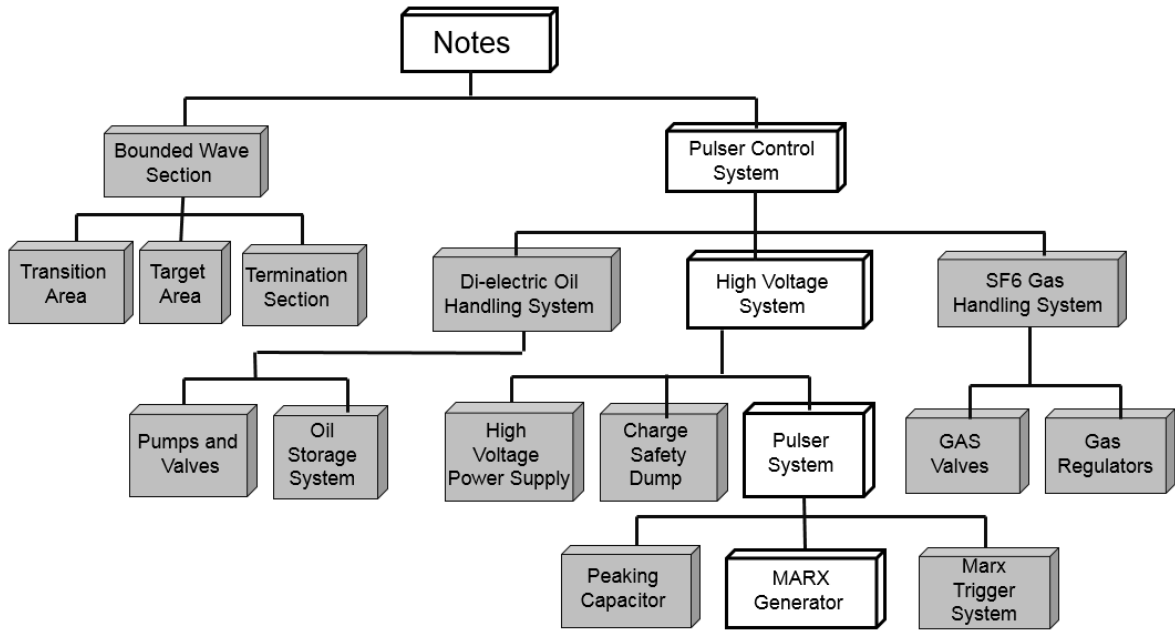 Notes
Bounded Wave
Section
Pulser Control
System
Transition
Area
Target
Area
Termination
Section
Di-electric Oil
Handling System
High Voltage
System
SF6 Gas
Handling System
Pumps and
Valves
Oil
Storage
System
High
Voltage
Power Supply
Charge
Safety
Dump
Pulser
System
GAS
Valves
Gas
Regulators
Peaking
Capacitor
MARX
Generator
Marx
Trigger
System